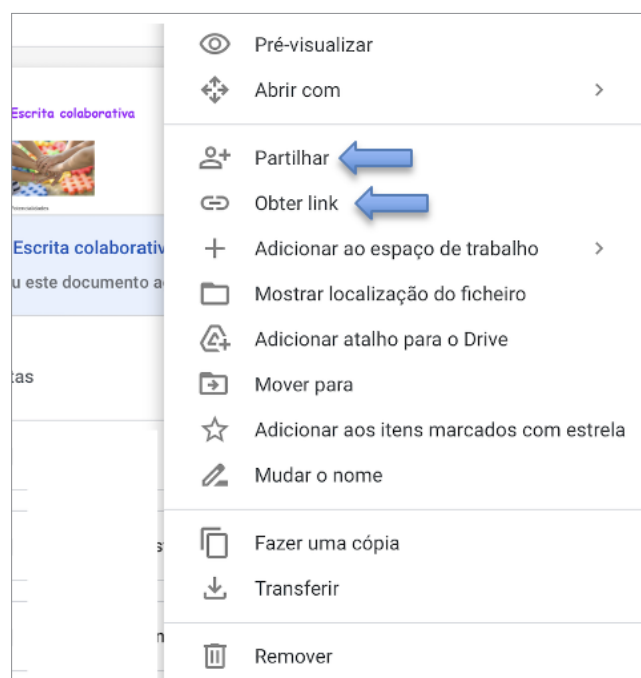 Pré-visualizar
Abrir com
Escrita colaborativa
Partilhar
Obter link
Escrita colaborativ
Adicionar ao espaço de trabalho
u este documento a
Mostrar localização do ficheiro
Adicionar atalho para o Drive
tas
Mover para
Adicionar aos itens marcados com estrela
Mudar o nome
Fazer uma cópia
Transferir
Remover